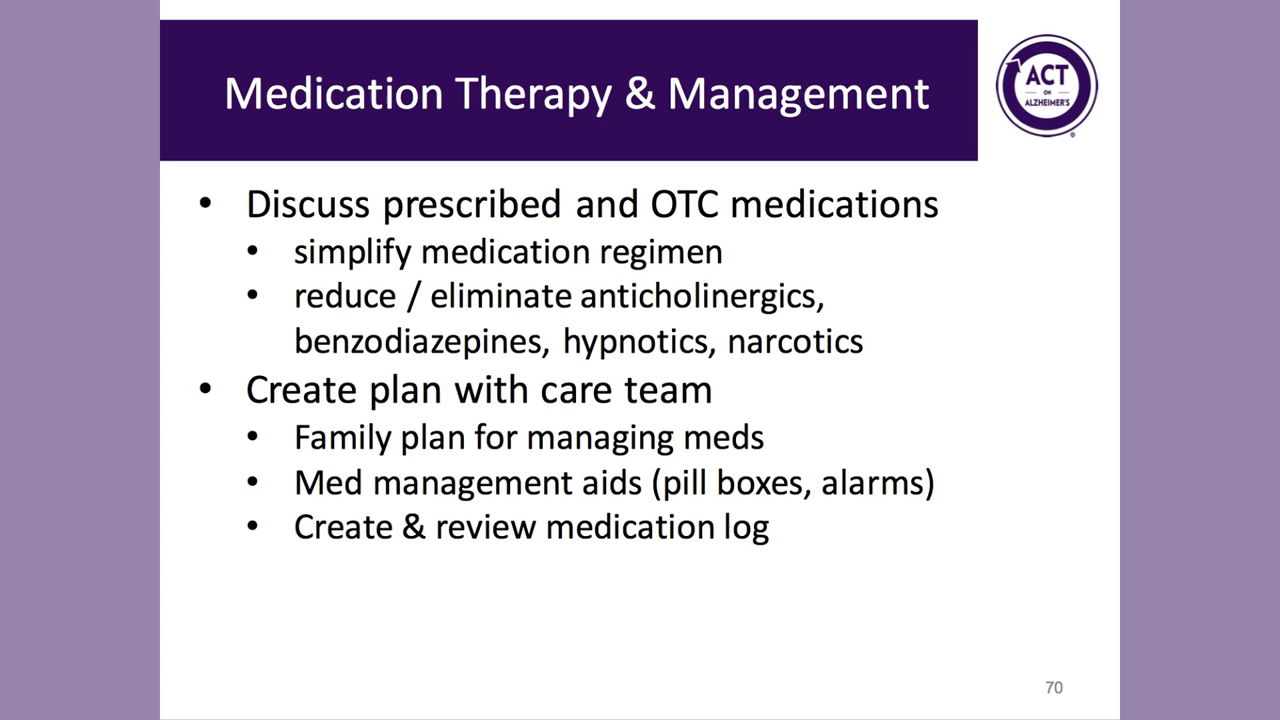 Medication Therapy & Management
ACT
ON
ALZHEIMER'S
®
• Discuss prescribed and OTC medications
• simplify medication regimen
• reduce / eliminate anticholinergics,
benzodiazepines, hypnotics, narcotics
• Create plan with care team
• Family plan for managing meds
• Med management aids (pill boxes, alarms)
• Create & review medication log
70